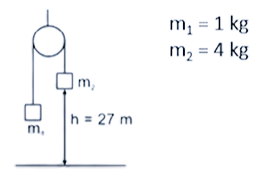 m₁ = 1 kg
m₂ = 4 kg
m₂
h = 27 m
m₁